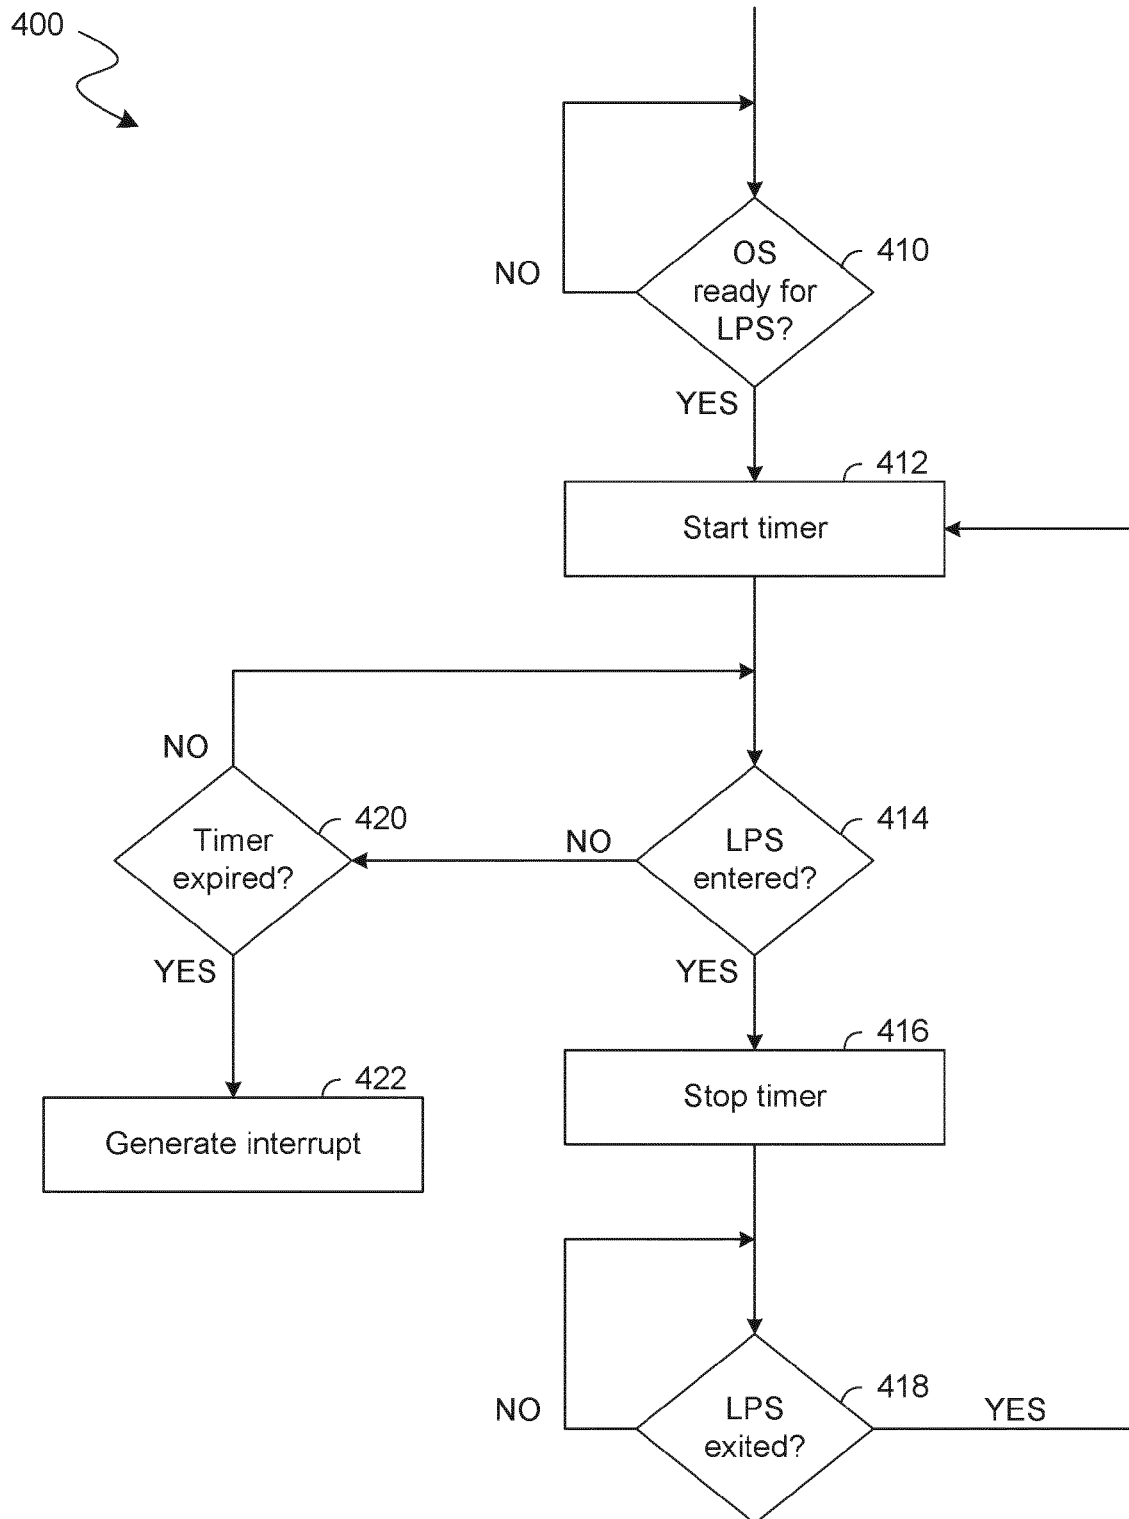 400
OS
ready for
LPS?
410
NO
YES
412
Start timer
NO
Timer
expired?
420
NO
LPS
entered?
414
YES
YES
416
Stop timer
422
Generate interrupt
LPS
exited?
418
NO
YES